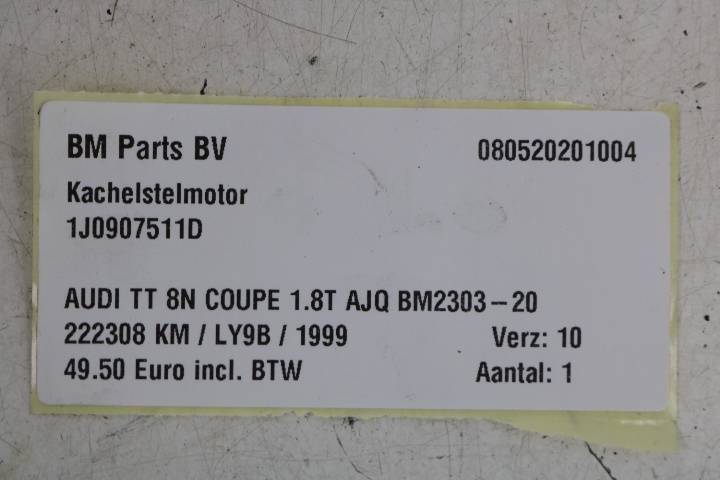 BM Parts BV 080520201004
Kachelstelmotor
1J0907511D
AUDI TT 8N COUPE 1.8T AJQ BM2303-20
222308 KM / LY9B / 1999 Verz: 10
49.50 Euro incl. BTW Aantal: 1